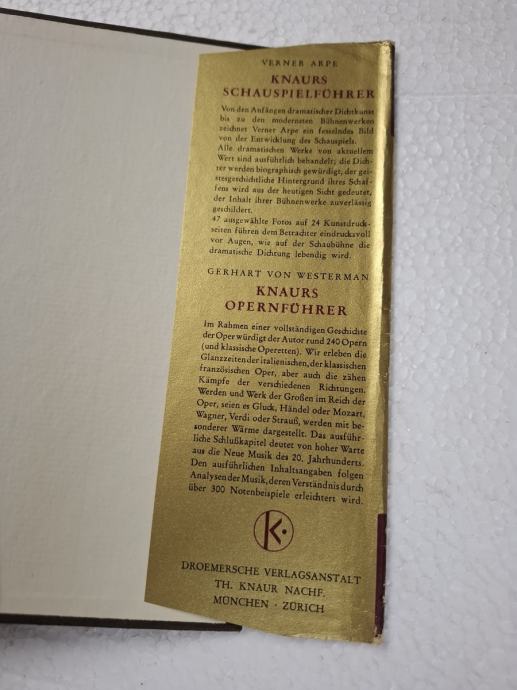 VERNER ARPE
KNAURS
SCHAUSPIELFÜHRER
Von den Anfängen dramatischer Dichtkunst
bis zu den modernsten Bühnenwerken
zeichnet Verner Arpe ein fesselndes Bild
von der Entwicklung des Schauspiels.
Alle dramatischen Werke von aktuellem
Wert sind ausführlich behandelt; die Dich-
ter werden biographisch gewürdigt, der gei-
stesgeschichtliche Hintergrund ihres Schaf-
fens wird aus der heutigen Sicht gedeutet,
der Inhalt ihrer Bühnenwerke zuverlässig
geschildert.
47 ausgewählte Fotos auf 24 Kunstdruck-
seiten führen dem Betrachter eindrucksvoll
vor Augen, wie auf der Schaubühne die
dramatische Dichtung lebendig wird.
GERHART VON WESTERMAN
KNAURS
OPERNFÜHRER
Im Rahmen einer vollständigen Geschichte
der Oper würdigt der Autor rund 240 Opern
(und klassische Operetten). Wir erleben die
Glanzzeiten der italienischen, der klassischen
französischen Oper, aber auch die zähen
Kämpfe der verschiedenen Richtungen.
Werden und Werk der Großen im Reich der
Oper, seien es Gluck, Händel oder Mozart,
Wagner, Verdi oder Strauß, werden mit be-
sonderer Wärme dargestellt. Das ausführ-
liche Schlußkapitel deutet von hoher Warte
aus die Neue Musik des 20. Jahrhunderts.
Den ausführlichen Inhaltsangaben folgen
Analysen der Musik, deren Verständnis durch
über 300 Notenbeispiele erleichtert wird.
K
DROEMERSCHE VERLAGSANSTALT
TH. KNAUR NACHF.
MÜNCHEN · ZÜRICH